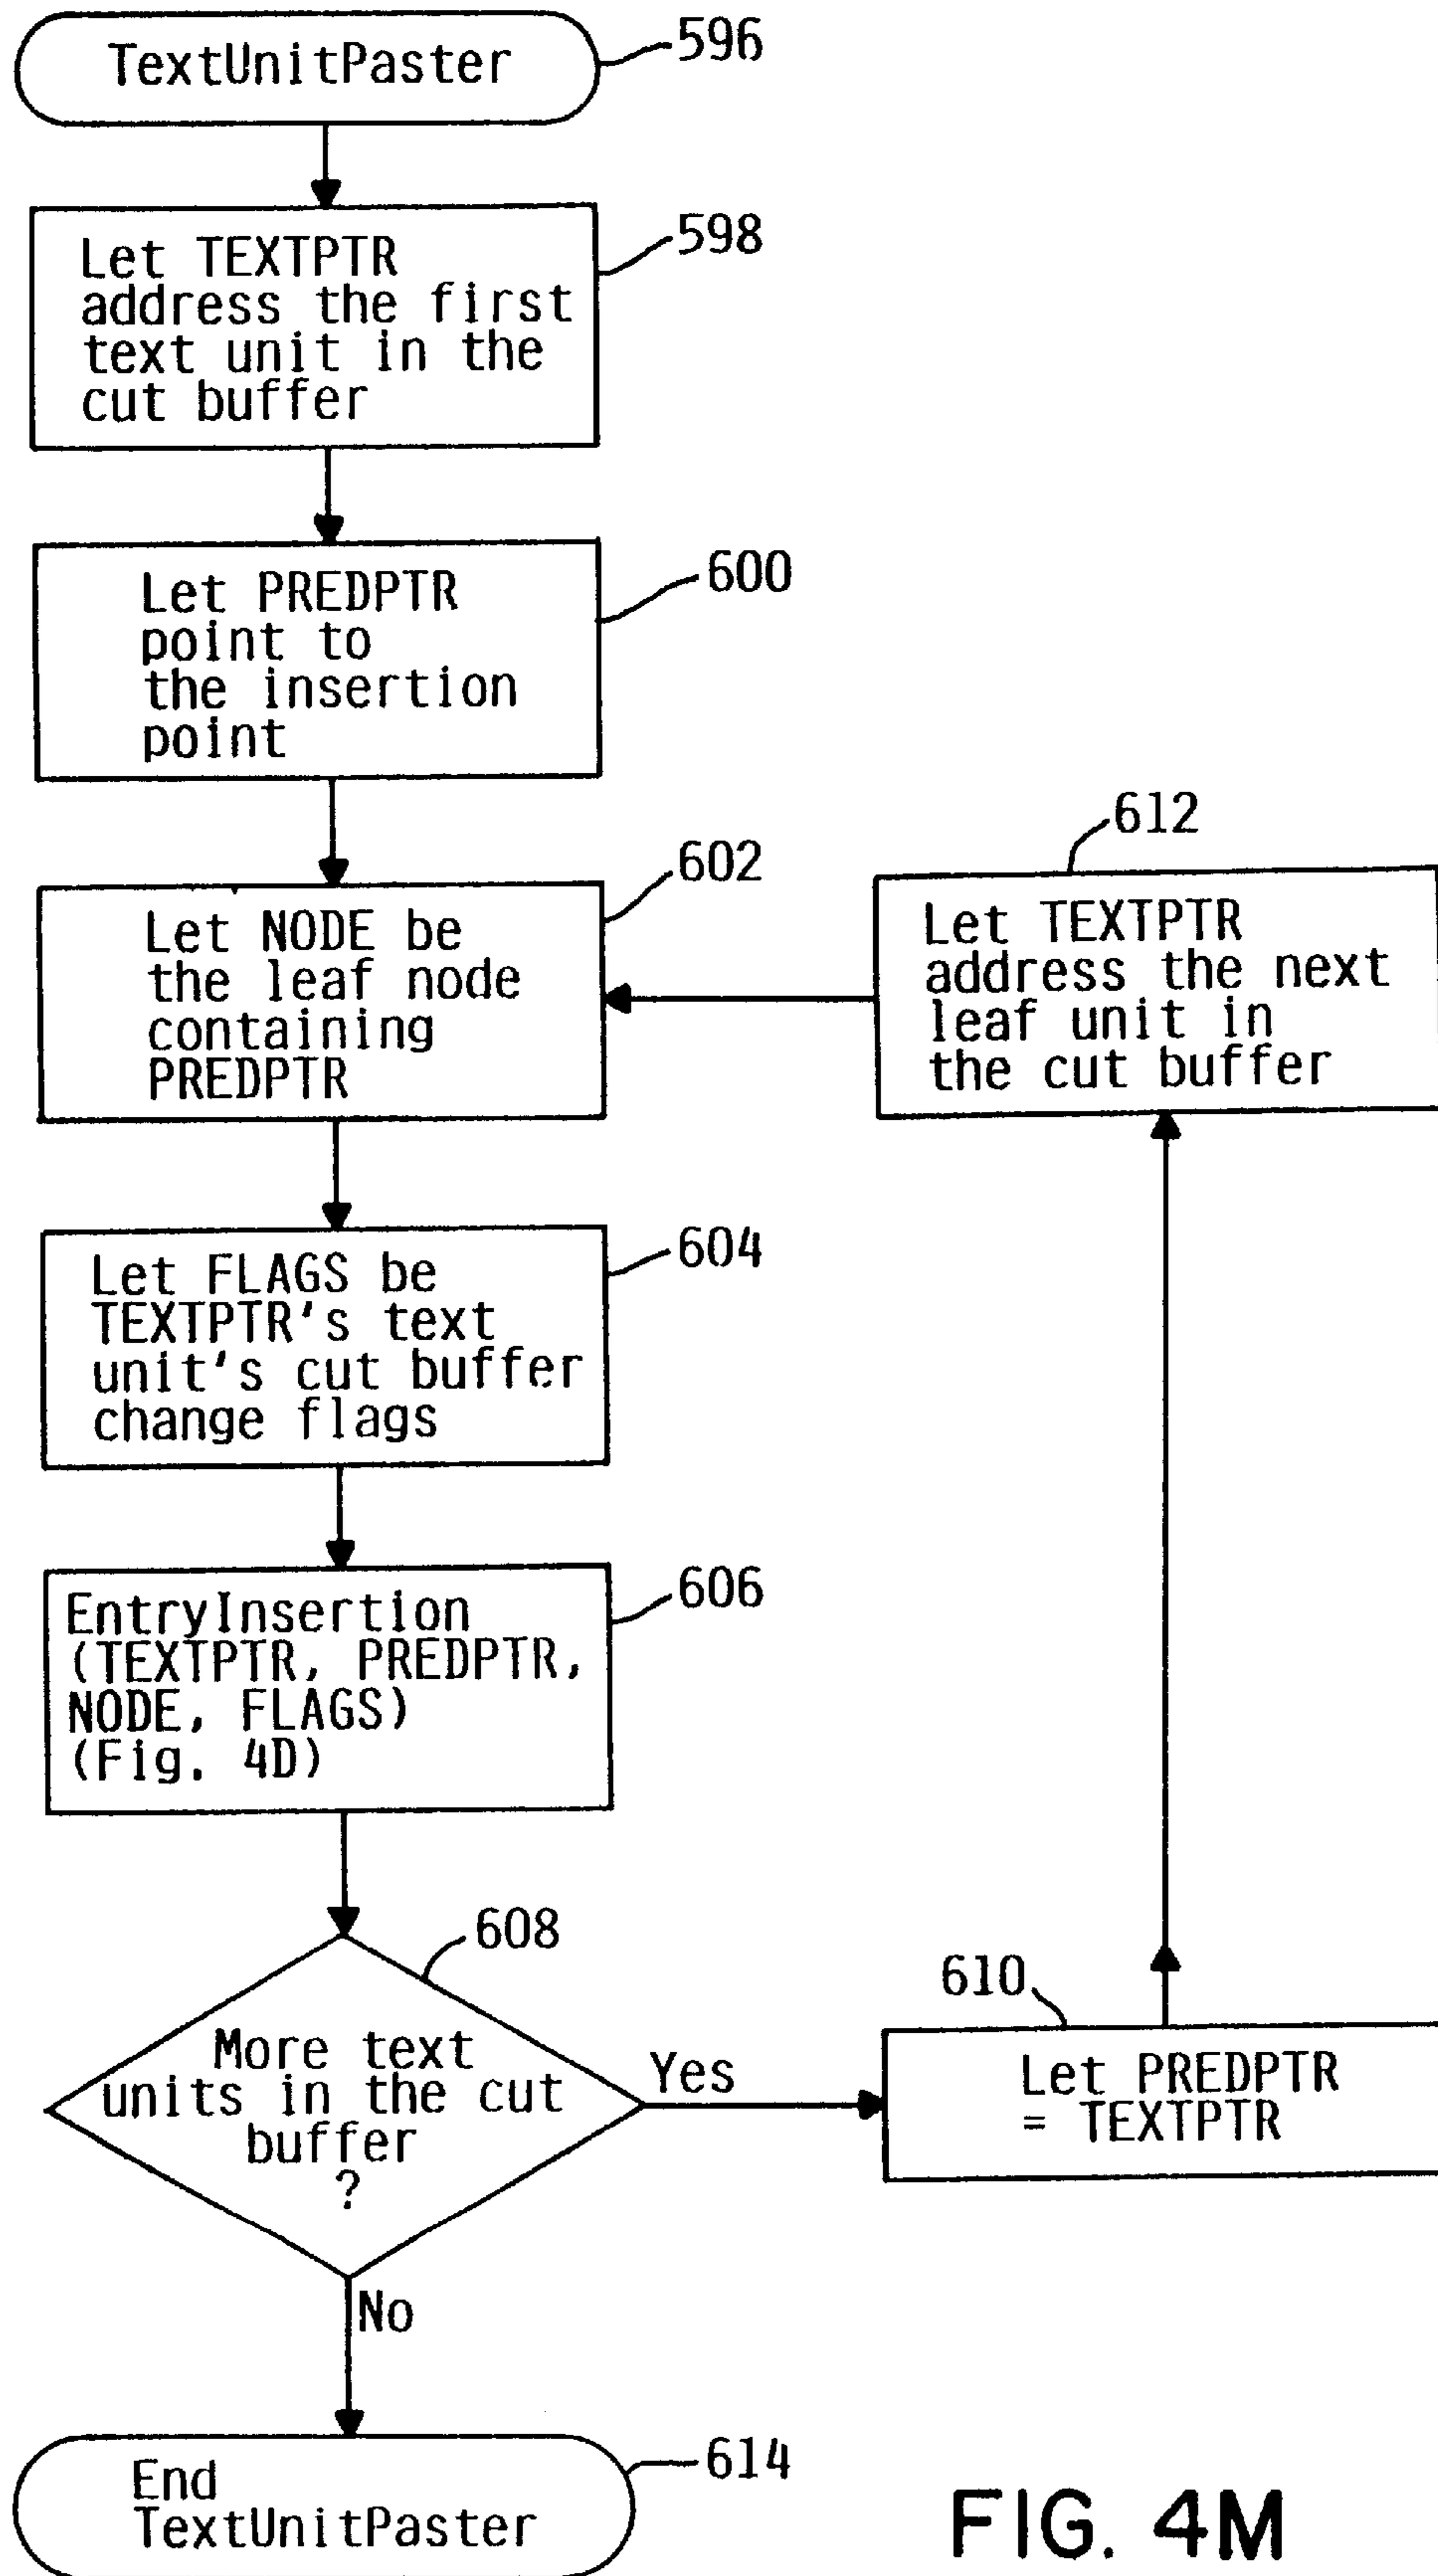 TextUnitPaster
596
Let TEXTPTR
address the first
text unit in the
cut buffer
598
Let PREDPTR
point to
the insertion
point
600
Let NODE be
the leaf node
containing
PREDPTR
602
612
Let TEXTPTR
address the next
leaf unit in
the cut buffer
Let FLAGS be
TEXTPTR's text
unit's cut buffer
change flags
604
EntryInsertion
(TEXTPTR, PREDPTR,
NODE, FLAGS)
(Fig. 4D)
606
608
More text
units in the cut
buffer
?
Yes
610
Let PREDPTR
= TEXTPTR
No
End
TextUnitPaster
614
FIG. 4M